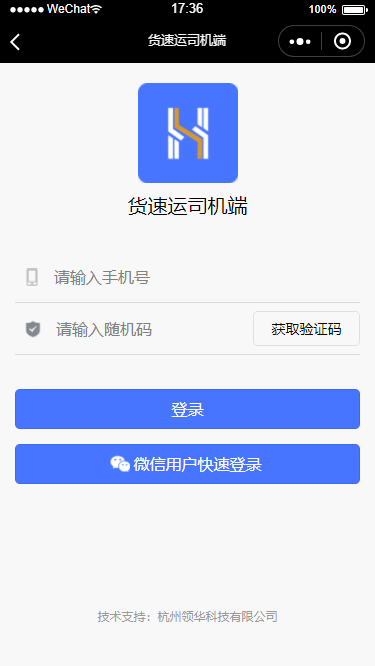 WeChat 17:36 100%
货速运司机端
货速运司机端
请输入手机号
请输入随机码 获取验证码
登录
微信用户快速登录
技术支持：杭州领华科技有限公司